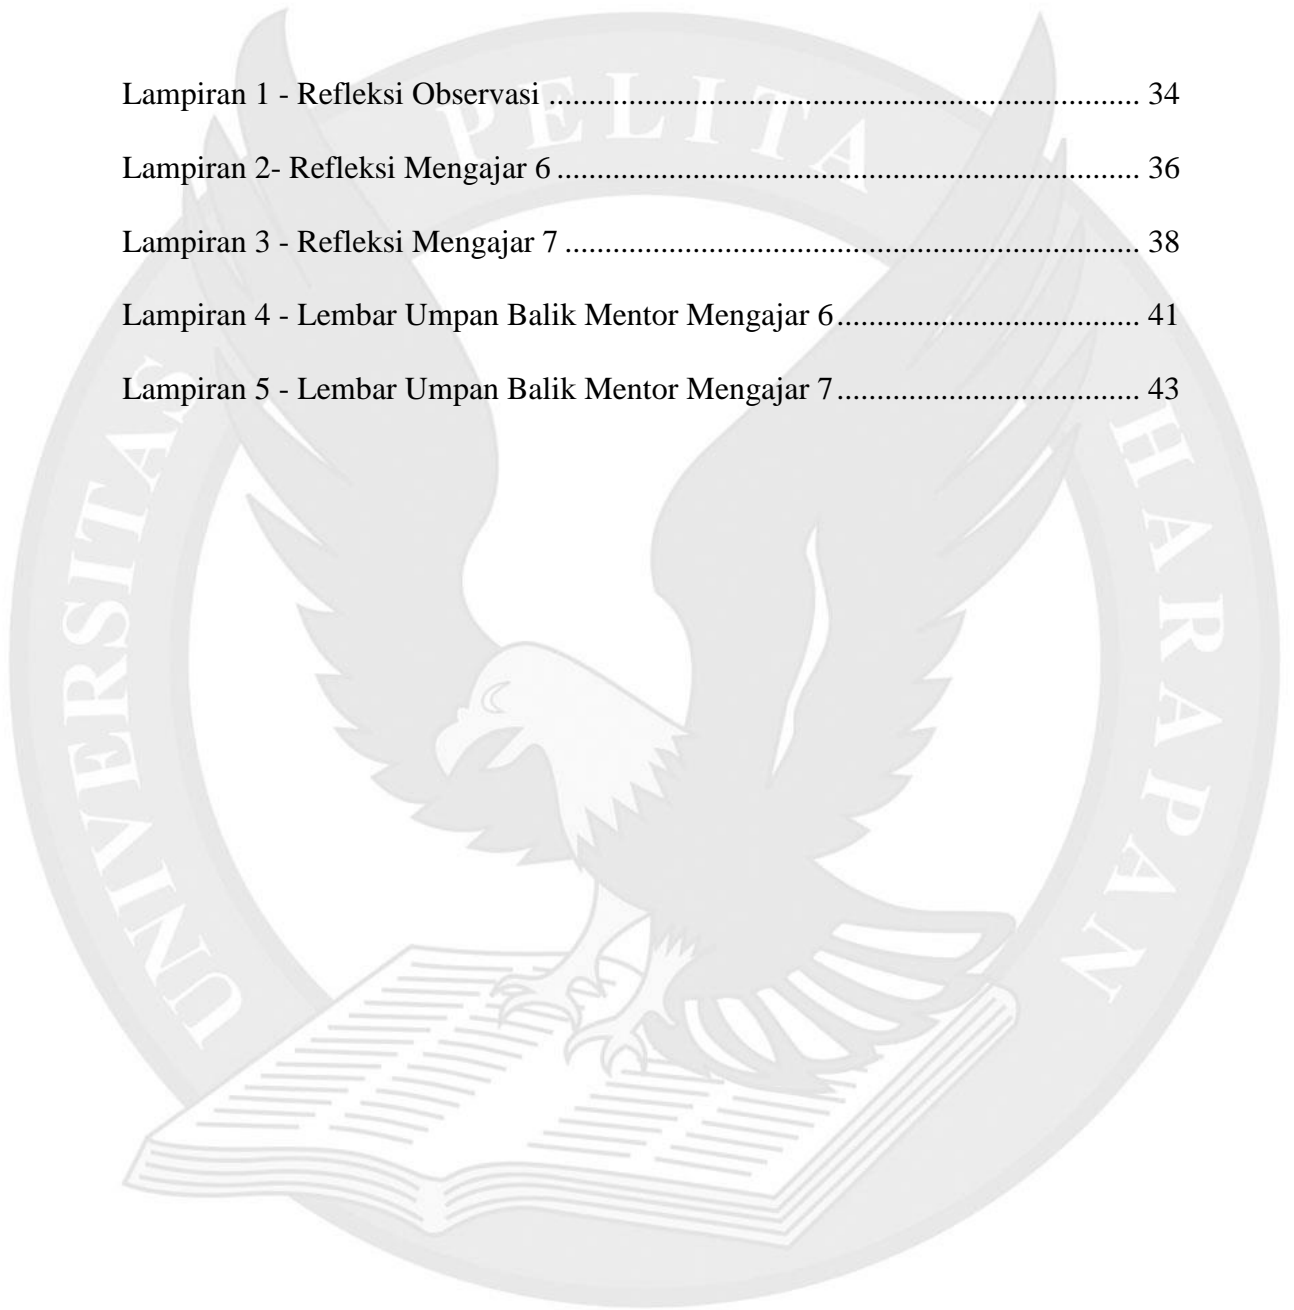 Lampiran 1 - Refleksi Observasi ........................................................................ 34
Lampiran 2- Refleksi Mengajar 6 ....................................................................... 36
Lampiran 3 - Refleksi Mengajar 7 ...................................................................... 38
Lampiran 4 - Lembar Umpan Balik Mentor Mengajar 6..................................... 41
Lampiran 5 - Lembar Umpan Balik Mentor Mengajar 7..................................... 43
UNIVERSITAS PELITA HARAPAN